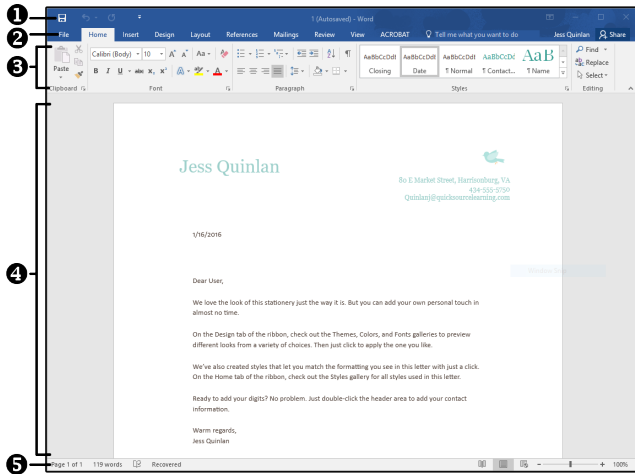 1
1 (Autosaved) - Word
2
File Home Insert Design Layout References Mailings Review View ACROBAT Tell me what you want to do Jess Quinlan Share
3
Paste
Calibri (Body) 10 A A Aa
B I U abc x₂ x² A ab A
AaBbCcDdI AaBbCcDdI AaBbCcDdI AaBbCcDc AaB
Closing Date ¶ Normal ¶ Contact... ¶ Name
Find
Replace
Select
Clipboard Font Paragraph Styles Editing
4
Jess Quinlan
80 E Market Street, Harrisonburg, VA
434-555-5750
Quinlanj@quicksourcelearning.com
1/16/2016
Dear User,
We love the look of this stationery just the way it is. But you can add your own personal touch in
almost no time.
On the Design tab of the ribbon, check out the Themes, Colors, and Fonts galleries to preview
different looks from a variety of choices. Then just click to apply the one you like.
We've also created styles that let you match the formatting you see in this letter with just a click.
On the Home tab of the ribbon, check out the Styles gallery for all styles used in this letter.
Ready to add your digits? No problem. Just double-click the header area to add your contact
information.
Warm regards,
Jess Quinlan
5
Page 1 of 1 119 words Recovered 100%